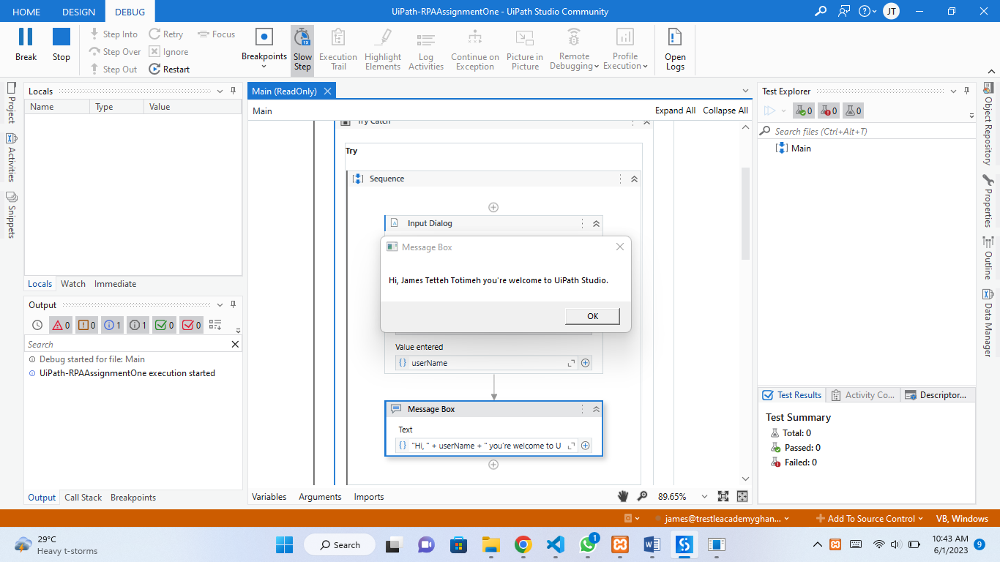 HOME DESIGN DEBUG UiPath-RPAAssignmentOne - UiPath Studio Community JT
Break Stop Step Into Step Over Step Out Retry Ignore Restart Focus
Breakpoints Slow Step 1X Execution Trail Highlight Elements Log Activities Continue on Exception Picture in Picture Remote Debugging Profile Execution Open Logs
Project
Activities
Snippets
Locals
Name Type Value
Locals Watch Immediate
Output
0 0 1 1 0 0
Search
Debug started for file: Main
UiPath-RPAAssignmentOne execution started
Output Call Stack Breakpoints
Main (ReadOnly)
Main Expand All Collapse All
Try Catch
Try
Sequence
Input Dialog
Message Box
Hi, James Tetteh Totimeh you're welcome to UiPath Studio.
OK
Value entered
userName
Message Box
Text
"Hi, " + userName + " you're welcome to U
Variables Arguments Imports 89.65%
Test Explorer
0 0 0
Search files (Ctrl+Alt+T)
Main
Test Results Activity Co... Descriptor...
Test Summary
Total: 0
Passed: 0
Failed: 0
Object Repository
Properties
Outline
Data Manager
james@trestleacademyghan... Add To Source Control VB, Windows
29°C
Heavy t-storms
Search
1
10:43 AM
6/1/2023
9